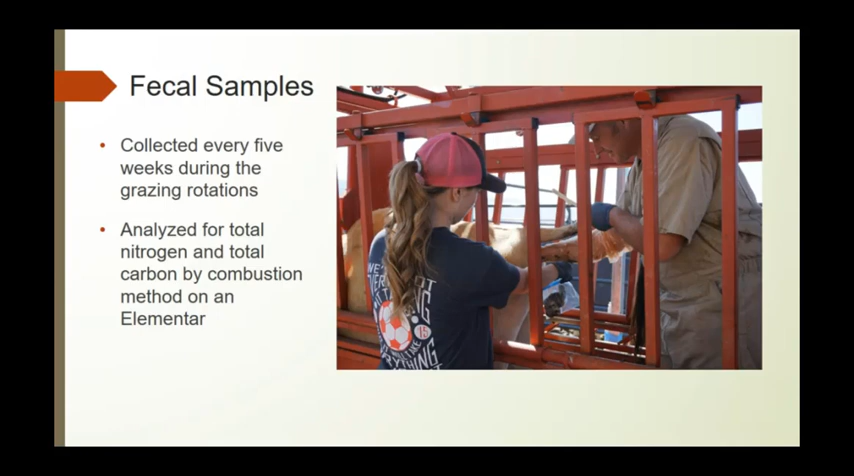 Fecal Samples
• Collected every five
weeks during the
grazing rotations
• Analyzed for total
nitrogen and total
carbon by combustion
method on an
Elementar